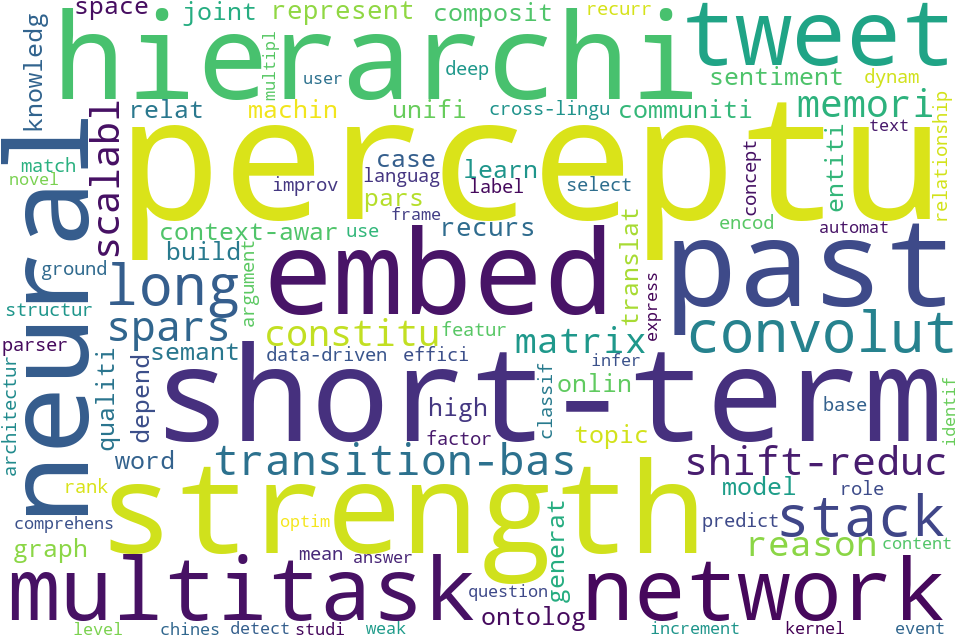 space
joint
represent
composit
recurr
tweet
hierarchi
knowledg
multipl
user
deep
sentiment
dynam
relat
machin
unifi
cross-lingu
communiti
memori
relationship
neural
scalabl
perceptu
text
match
novel
case
languag
learn
label
improv
pars
select
frame
concept
entiti
encod
automat
context-awar
use
recurs
build
ground
long
argument
embed
translat
past
express
structur
spars
constitu
featur
matrix
convolut
parser
semant
data-driven
effici
infer
architectur
qualiti
depend
short-term
high
classif
onlin
base
identif
factor
topic
word
transition-bas
shift-reduc
rank
strength
model
role
comprehens
optim
predict
stack
graph
mean
answer
generat
reason
content
multitask
question
network
ontolog
level
chines
detect
studi
weak
increment
kernel
event